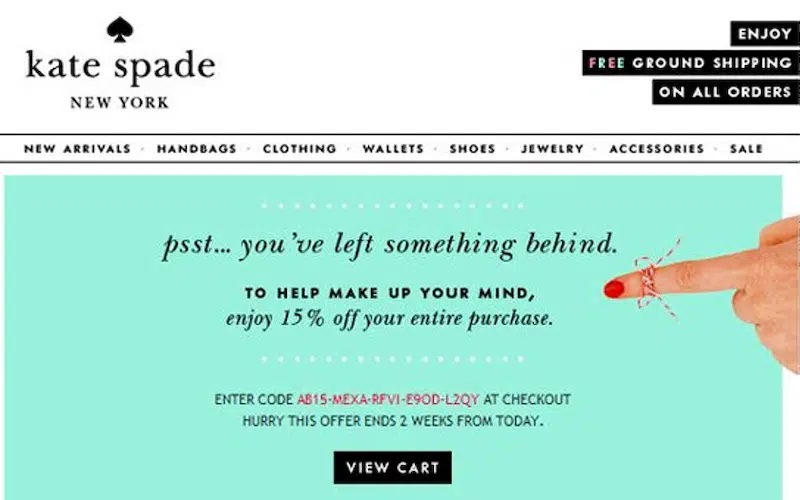 kate spade
NEW YORK
ENJOY
FREE GROUND SHIPPING
ON ALL ORDERS
NEW ARRIVALS · HANDBAGS · CLOTHING · WALLETS · SHOES · JEWELRY · ACCESSORIES · SALE
psst... you've left something behind.
TO HELP MAKE UP YOUR MIND,
enjoy 15% off your entire purchase.
ENTER CODE AB15-MEXA-RFVI-E9OD-L2QY AT CHECKOUT
HURRY THIS OFFER ENDS 2 WEEKS FROM TODAY.
VIEW CART